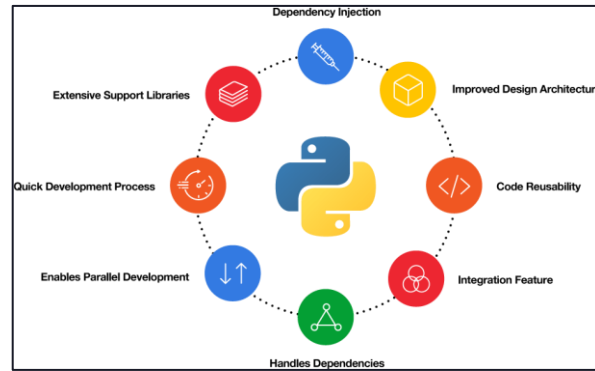 Dependency Injection
Extensive Support Libraries
Improved Design Architectur
Quick Development Process
</>
Code Reusability
Enables Parallel Development
Integration Feature
Handles Dependencies